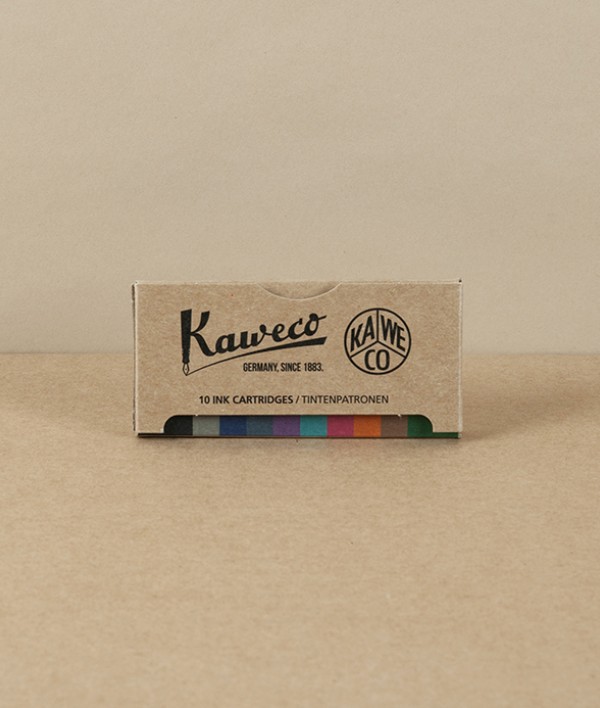 Kaweco
GERMANY, SINCE 1883.
KA WE
CO
10 INK CARTRIDGES / TINTENPATRONEN